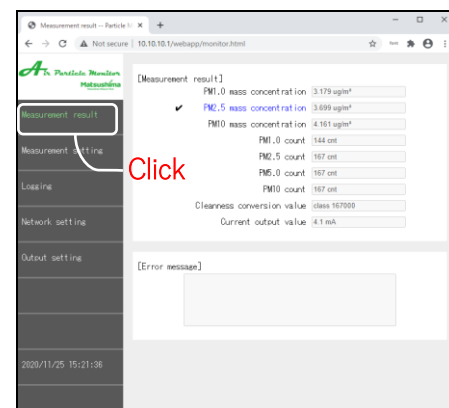 Measurement result -- Particle M
Not secure | 10.10.10.1/webapp/monitor.html
Air Particle Monitor
Matsushima
Measurement result
Measurement setting
Logging
Network setting
Output setting
2020/11/25 15:21:36
Click
[Measurement result]
PM1.0 mass concentration 3.179 ug/m³
✔ PM2.5 mass concentration 3.699 ug/m³
PM10 mass concentration 4.161 ug/m³
PM1.0 count 144 cnt
PM2.5 count 167 cnt
PM5.0 count 167 cnt
PM10 count 167 cnt
Cleanness conversion value class 167000
Current output value 4.1 mA
[Error message]